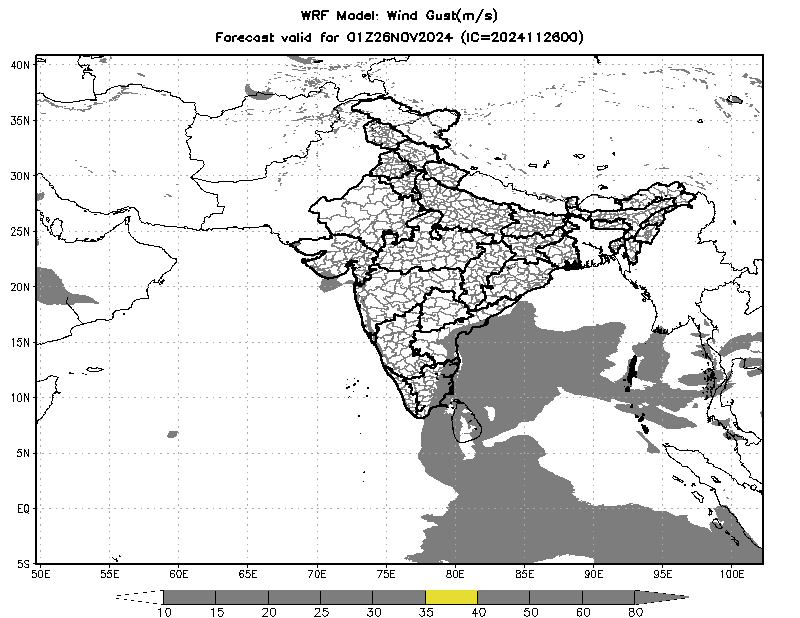 WRF Model: Wind Gust(m/s)
Forecast valid for 01Z26NOV2024 (IC=2024112600)
40N
35N
30N
25N
20N
15N
10N
5N
EQ
5S
50E 55E 60E 65E 70E 75E 80E 85E 90E 95E 100E
10 15 20 25 30 35 40 50 60 80